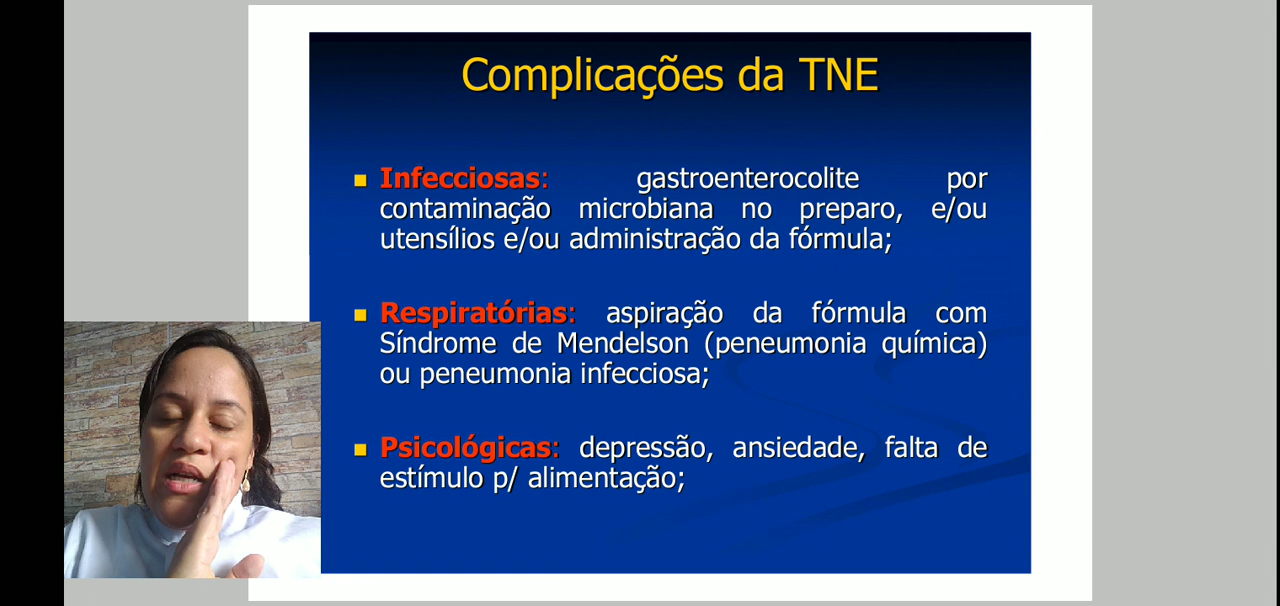 Complicações da TNE
Infecciosas: gastroenterocolite por
contaminação microbiana no preparo, e/ou
utensílios e/ou administração da fórmula;
Respiratórias: aspiração da fórmula com
Síndrome de Mendelson (peneumonia química)
ou peneumonia infecciosa;
Psicológicas: depressão, ansiedade, falta de
estímulo p/ alimentação;